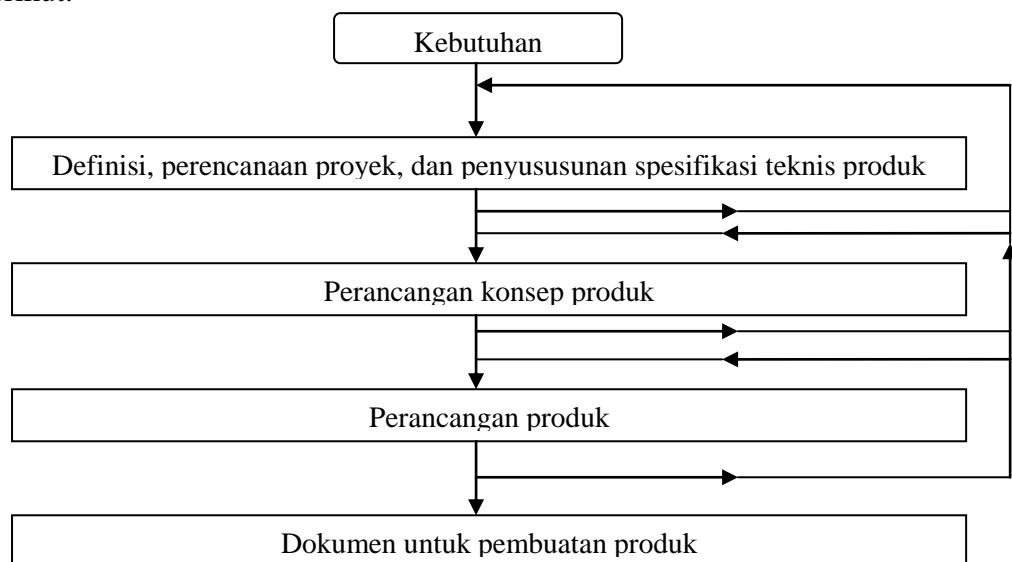 Kebutuhan
Definisi, perencanaan proyek, dan penyususunan spesifikasi teknis produk
Perancangan konsep produk
Perancangan produk
Dokumen untuk pembuatan produk